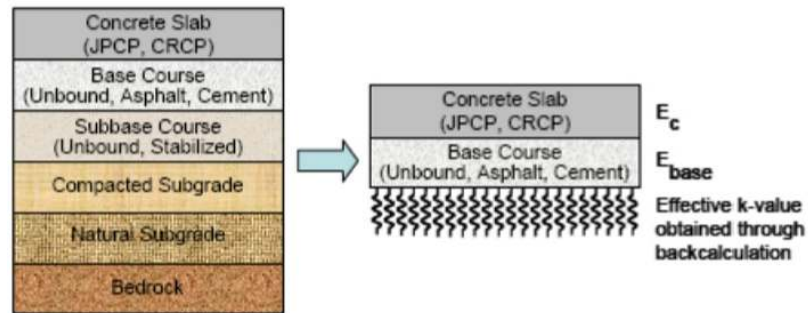 Concrete Slab
(JPCP, CRCP)
Base Course
(Unbound, Asphalt, Cement)
Subbase Course
(Unbound, Stabilized)
Compacted Subgrade
Natural Subgrade
Bedrock
Concrete Slab
(JPCP, CRCP)
Base Course
(Unbound, Asphalt, Cement)
Ec
Ebase
Effective k-value
obtained through
backcalculation